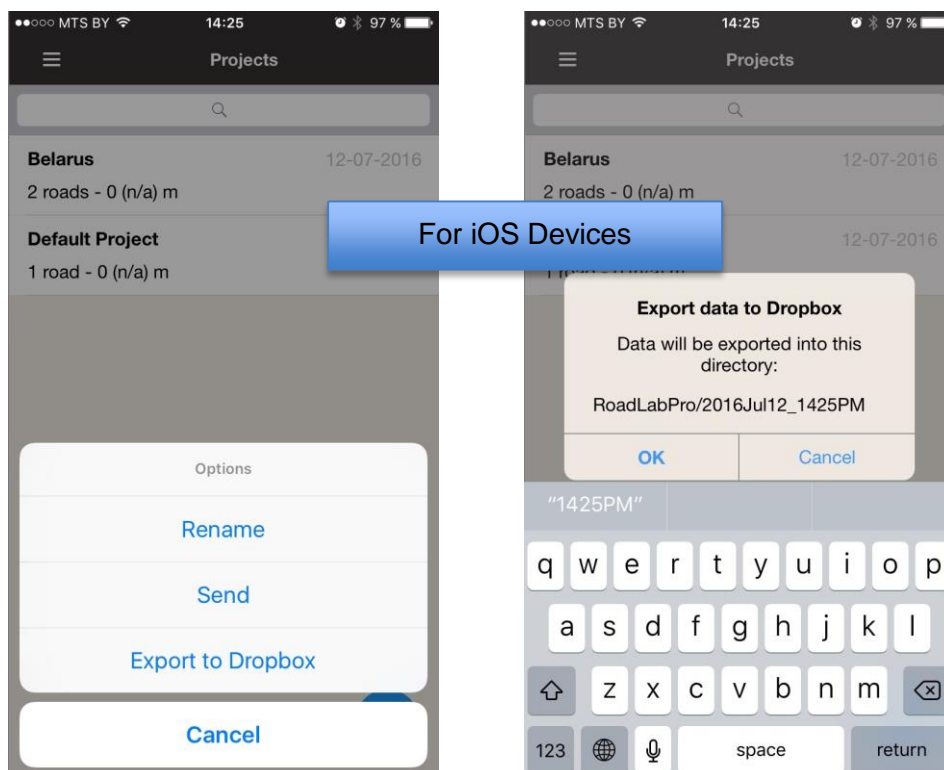 MTS BY 14:25 97 %
Projects
Belarus 12-07-2016
2 roads - 0 (n/a) m
Default Project
1 road - 0 (n/a) m
Options
Rename
Send
Export to Dropbox
Cancel
For iOS Devices
MTS BY 14:25 97 %
Projects
Belarus 12-07-2016
2 roads - 0 (n/a) m
12-07-2016
1 road - 0 (n/a) m
Export data to Dropbox
Data will be exported into this
directory:
RoadLabPro/2016Jul12_1425PM
OK Cancel
“1425PM”
q w e r t y u i o p
a s d f g h j k l
z x c v b n m
123 space return